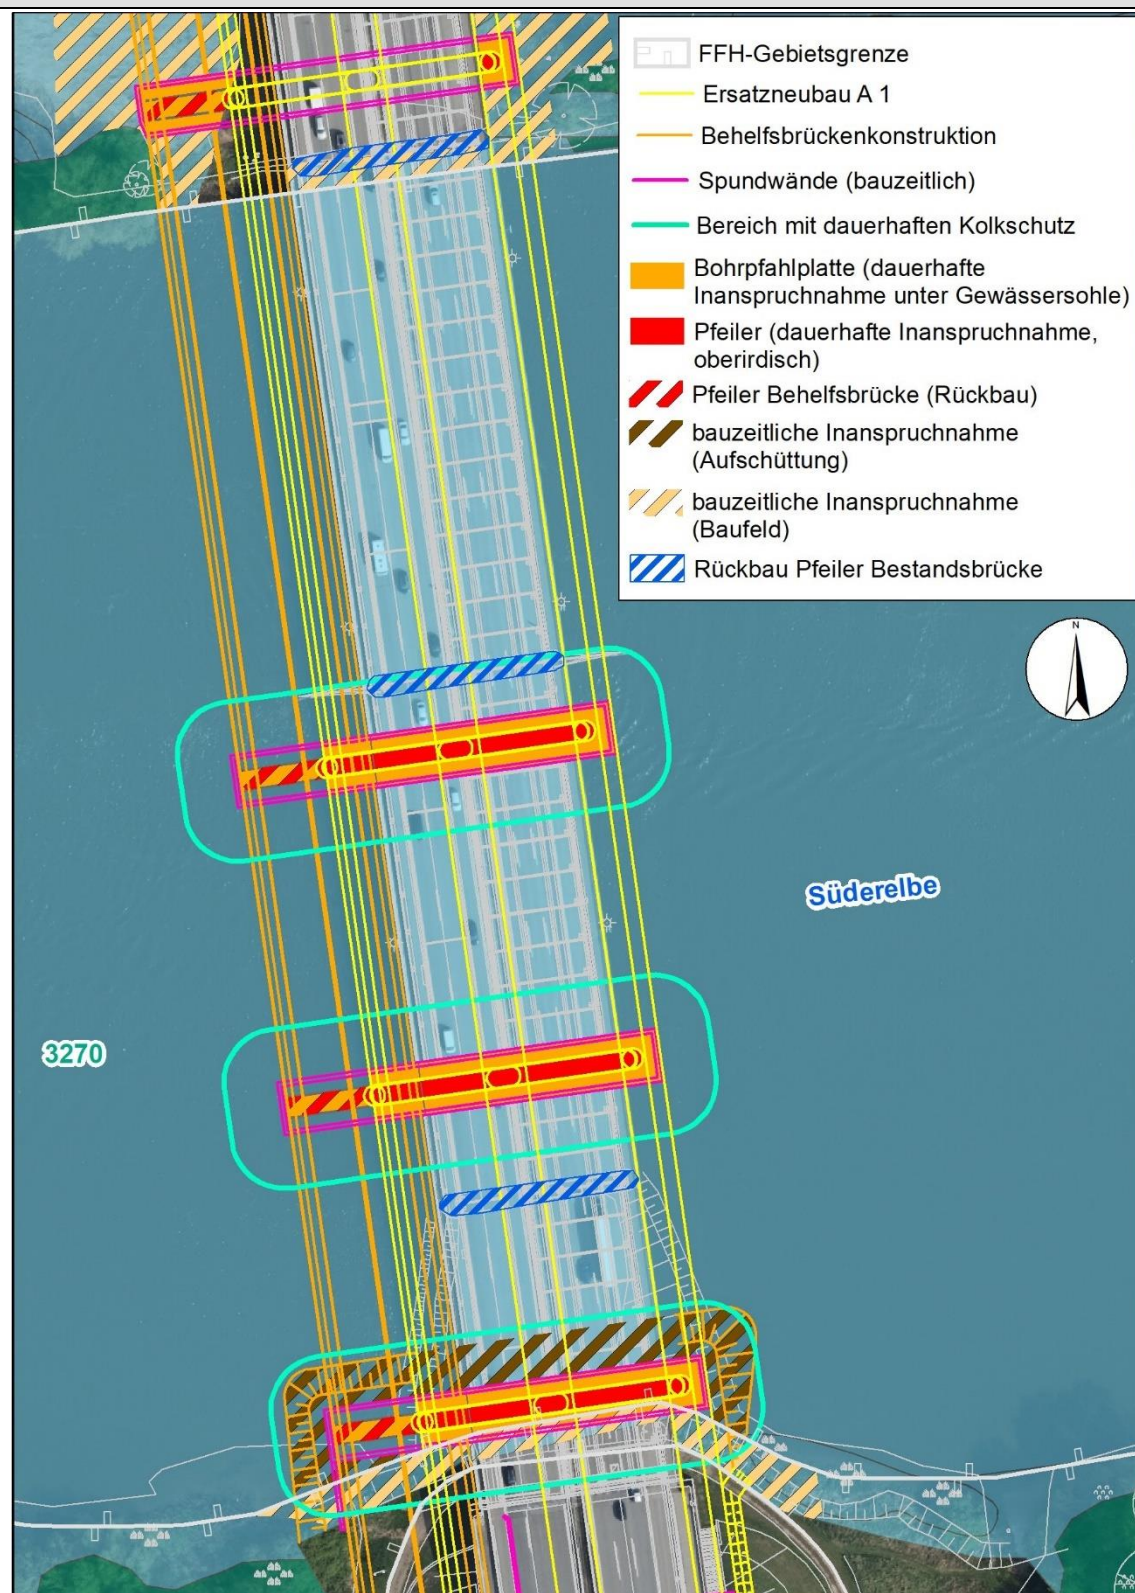 FFH-Gebietsgrenze
Ersatzneubau A 1
Behelfsbrückenkonstruktion
Spundwände (bauzeitlich)
Bereich mit dauerhaften Kolkschutz
Bohrpfahlplatte (dauerhafte
Inanspruchnahme unter Gewässersohle)
Pfeiler (dauerhafte Inanspruchnahme,
oberirdisch)
Pfeiler Behelfsbrücke (Rückbau)
bauzeitliche Inanspruchnahme
(Aufschüttung)
bauzeitliche Inanspruchnahme
(Baufeld)
Rückbau Pfeiler Bestandsbrücke
N
Süderelbe
3270